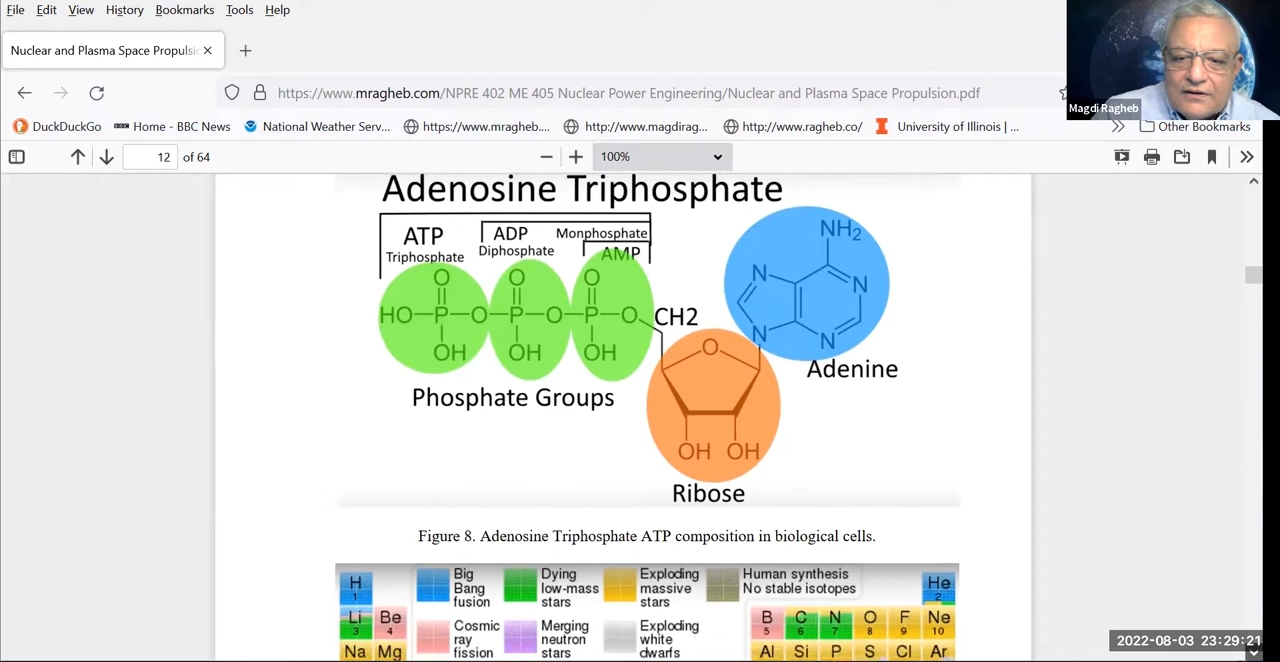 File Edit View History Bookmarks Tools Help
Nuclear and Plasma Space Propulsi
https://www.mragheb.com/NPRE 402 ME 405 Nuclear Power Engineering/Nuclear and Plasma Space Propulsion.pdf
Magdi Ragheb
DuckDuckGo Home - BBC News National Weather Serv... https://www.mragheb.... http://www.magdirag... http://www.ragheb.co/ University of Illinois |... Other Bookmarks
12 of 64 100%
Adenosine Triphosphate
ATP ADP Monphosphate
Triphosphate Diphosphate AMP
NH2
O O O N N
HO P O P O P O CH2
OH OH OH N N
O
Adenine
Phosphate Groups
OH OH
Ribose
Figure 8. Adenosine Triphosphate ATP composition in biological cells.
H 1 Big Bang fusion Dying low-mass stars Exploding massive stars Human synthesis No stable isotopes He 2
Li 3 Be 4 Cosmic ray fission Merging neutron stars Exploding white dwarfs B 5 C 6 N 7 O 8 F 9 Ne 10
Na Mg Al Si P S Cl Ar
2022-08-03 23:29:21